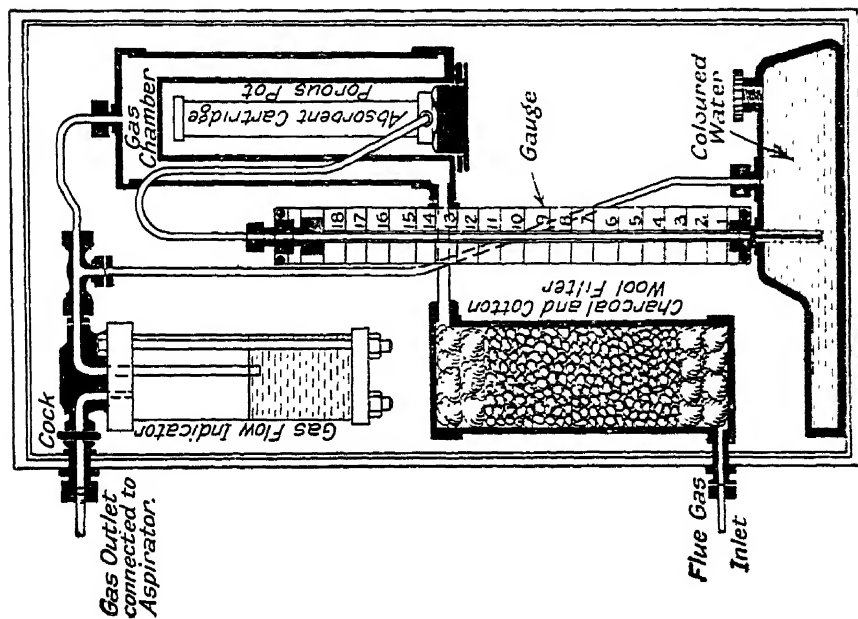 Gas Outlet
connected to
Aspirator.
Cock
Gas Flow Indicator
Gas
Chamber
Absorbent Cartridge
Porous Pot
Gauge
18
17
16
15
14
13
12
11
10
9
8
7
6
5
4
3
2
1
Charcoal and Cotton
Wool Filter
Coloured
Water
Flue Gas
Inlet